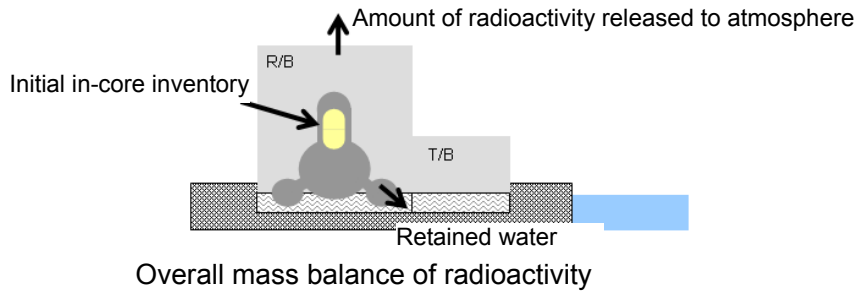 Amount of radioactivity released to atmosphere
R/B
Initial in-core inventory
T/B
Retained water
Overall mass balance of radioactivity